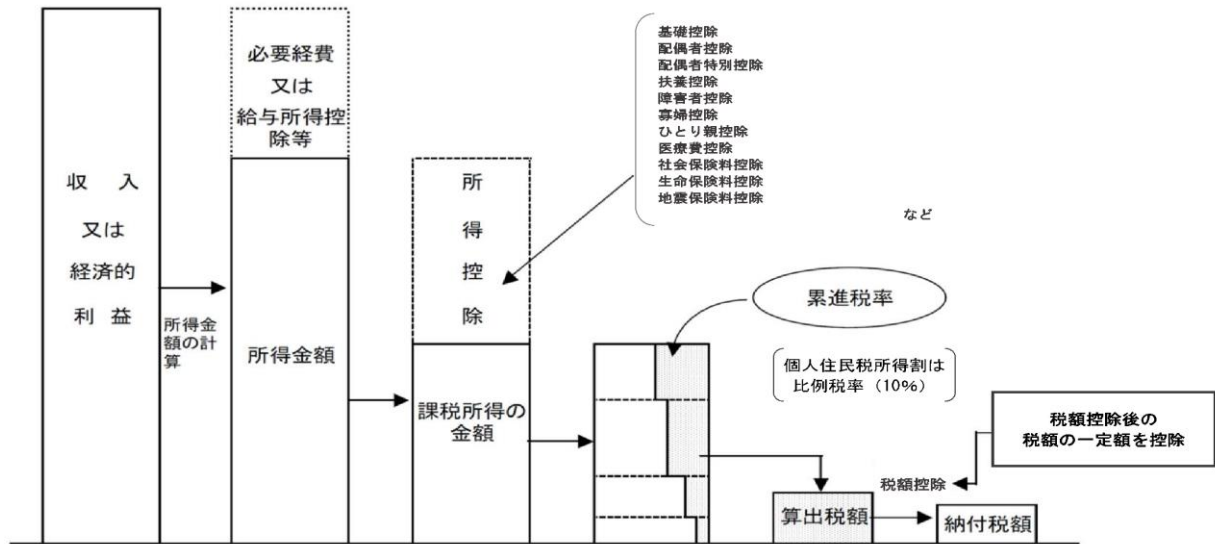 収　入
又は
経済的
利　益
所得金
額の計
算
必要経費
又は
給与所得控
除等
所得金額
所
得
控
除
課税所得の
金額
基礎控除
配偶者控除
配偶者特別控除
扶養控除
障害者控除
寡婦控除
ひとり親控除
医療費控除
社会保険料控除
生命保険料控除
地震保険料控除
など
累進税率
個人住民税所得割は
比例税率（10%）
税額控除後の
税額の一定額を控除
税額控除
算出税額
納付税額